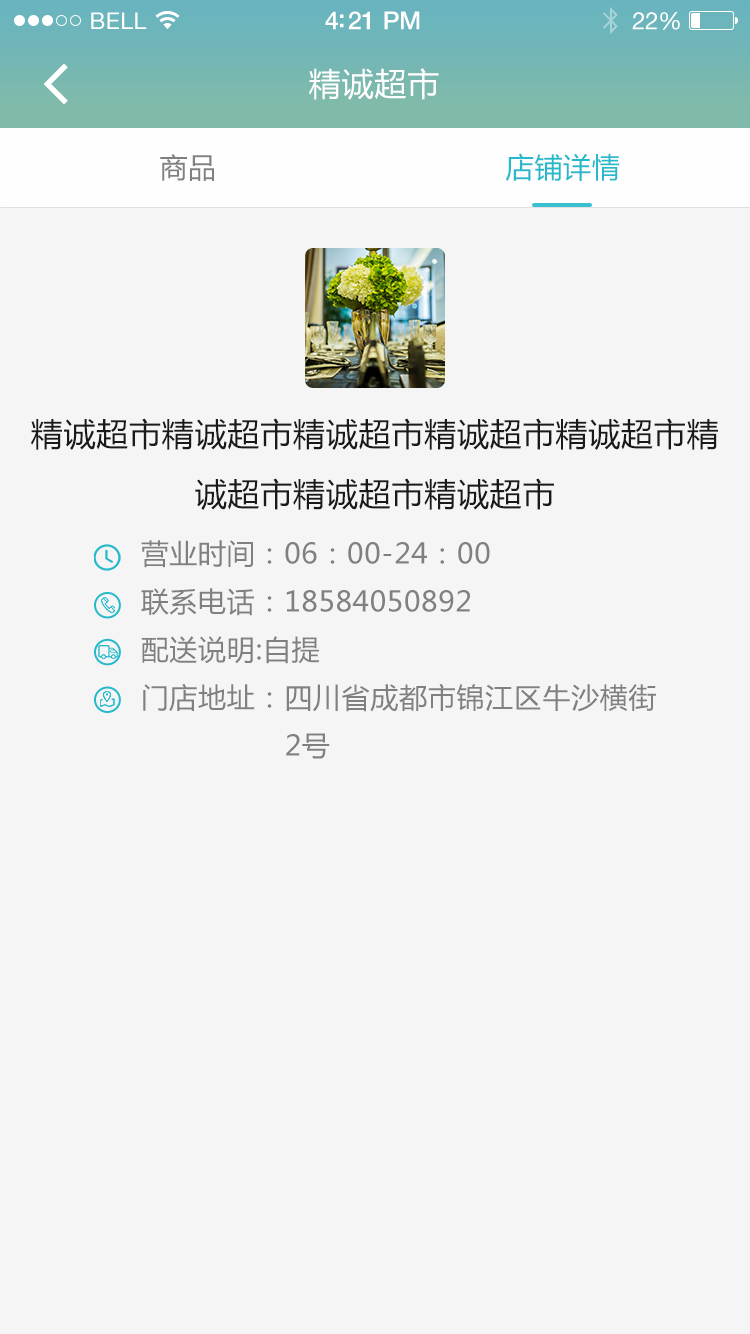 BELL 4:21 PM 22%
精诚超市
商品 店铺详情
精诚超市精诚超市精诚超市精诚超市精诚超市精
诚超市精诚超市精诚超市
营业时间：06：00-24：00
联系电话：18584050892
配送说明:自提
门店地址：四川省成都市锦江区牛沙横街
2号